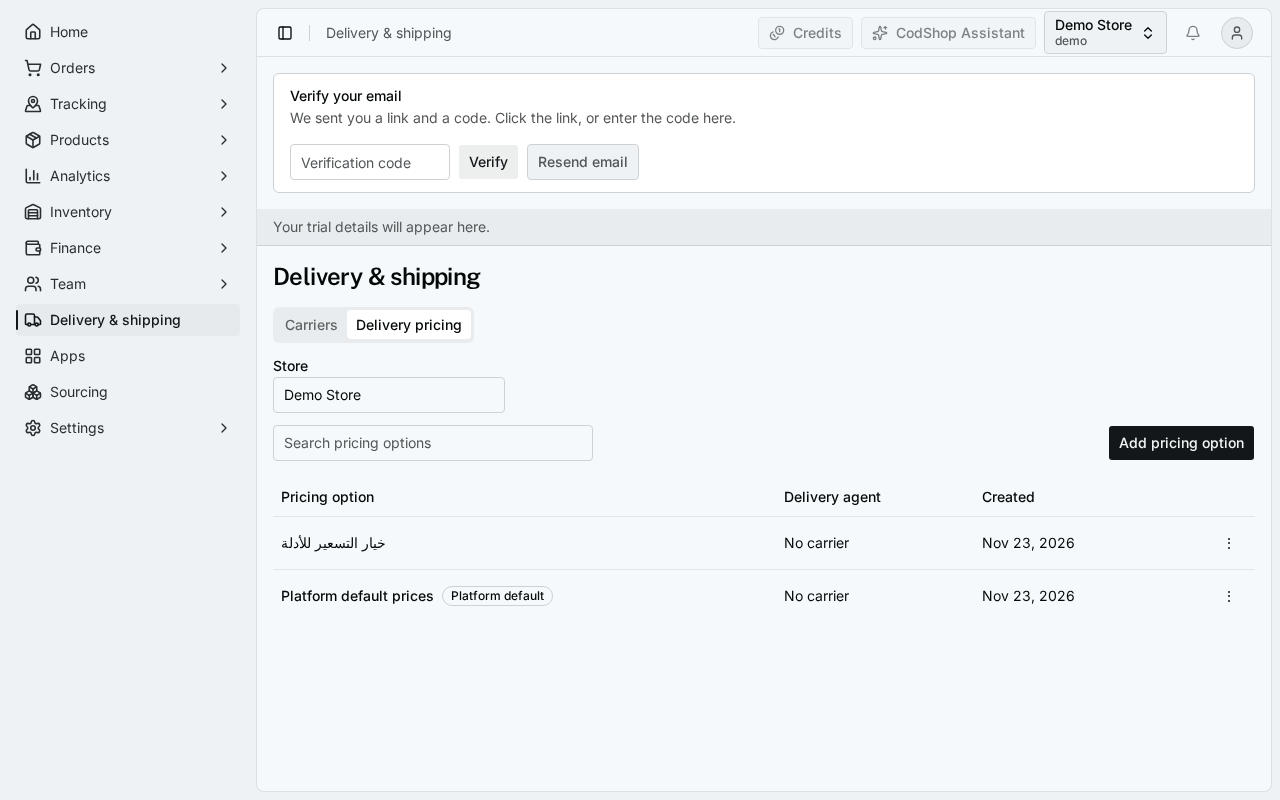 Home
Orders
Tracking
Products
Analytics
Inventory
Finance
Team
Delivery & shipping
Apps
Sourcing
Settings
Delivery & shipping
Credits
CodShop Assistant
Demo Store
demo
Verify your email
We sent you a link and a code. Click the link, or enter the code here.
Verification code
Verify
Resend email
Your trial details will appear here.
Delivery & shipping
Carriers
Delivery pricing
Store
Demo Store
Search pricing options
Add pricing option
Pricing option
Delivery agent
Created
خيار التسعير للأدلة
No carrier
Nov 23, 2026
Platform default prices
Platform default
No carrier
Nov 23, 2026